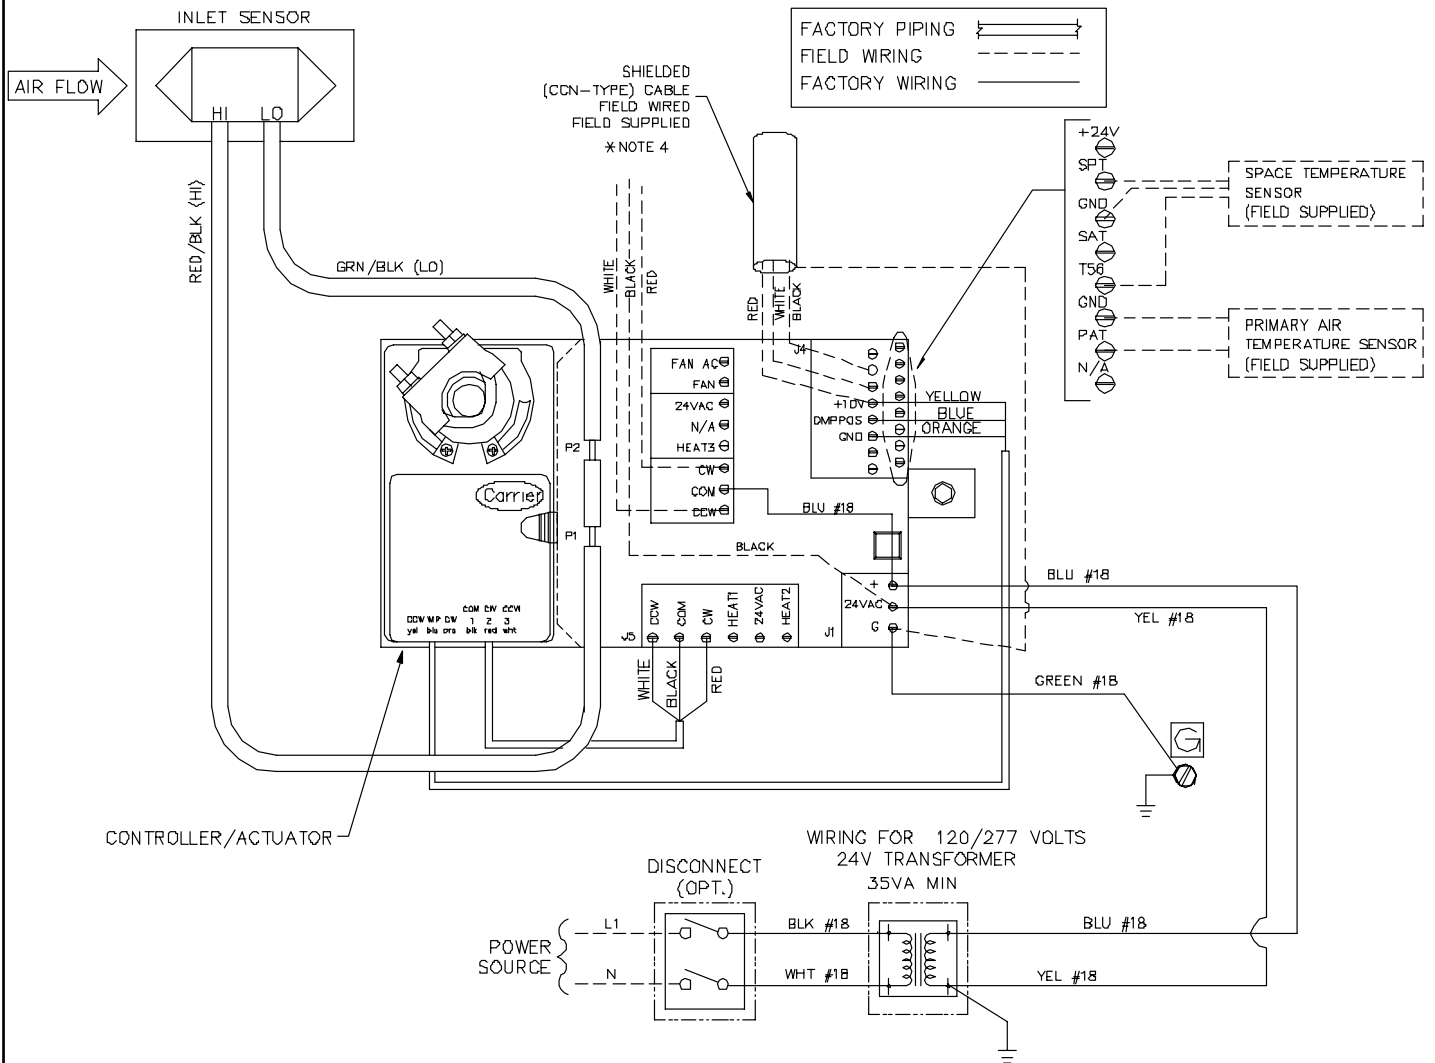 INLET SENSOR
AIR FLOW
HI
LO
FACTORY PIPING
FIELD WIRING
FACTORY WIRING
SHIELDED
(CCN-TYPE) CABLE
FIELD WIRED
FIELD SUPPLIED
* NOTE 4
+24V
SPT
GND
SAT
T56
GND
PAT
N/A
SPACE TEMPERATURE
SENSOR
(FIELD SUPPLIED)
PRIMARY AIR
TEMPERATURE SENSOR
(FIELD SUPPLIED)
RED/BLK (HI)
GRN/BLK (LO)
WHITE
BLACK
RED
RED
WHITE
BLACK
J4
FAN AC
FAN
24VAC
N/A
HEAT3
CW
COM
CCW
+10V
DMPPOS
GND
YELLOW
BLUE
ORANGE
P2
Carrier
P1
BLU #18
BLACK
COM CW CCW
CCW MP CW 1 2 3
yel blu ora blk red wht
J5
CCW
COM
CW
HEAT1
24VAC
HEAT2
J1
+
24VAC
G
WHITE
BLACK
RED
BLU #18
YEL #18
GREEN #18
G
CONTROLLER/ACTUATOR
WIRING FOR 120/277 VOLTS
24V TRANSFORMER
35VA MIN
DISCONNECT
(OPT.)
POWER
SOURCE
L1
N
BLK #18
WHT #18
BLU #18
YEL #18